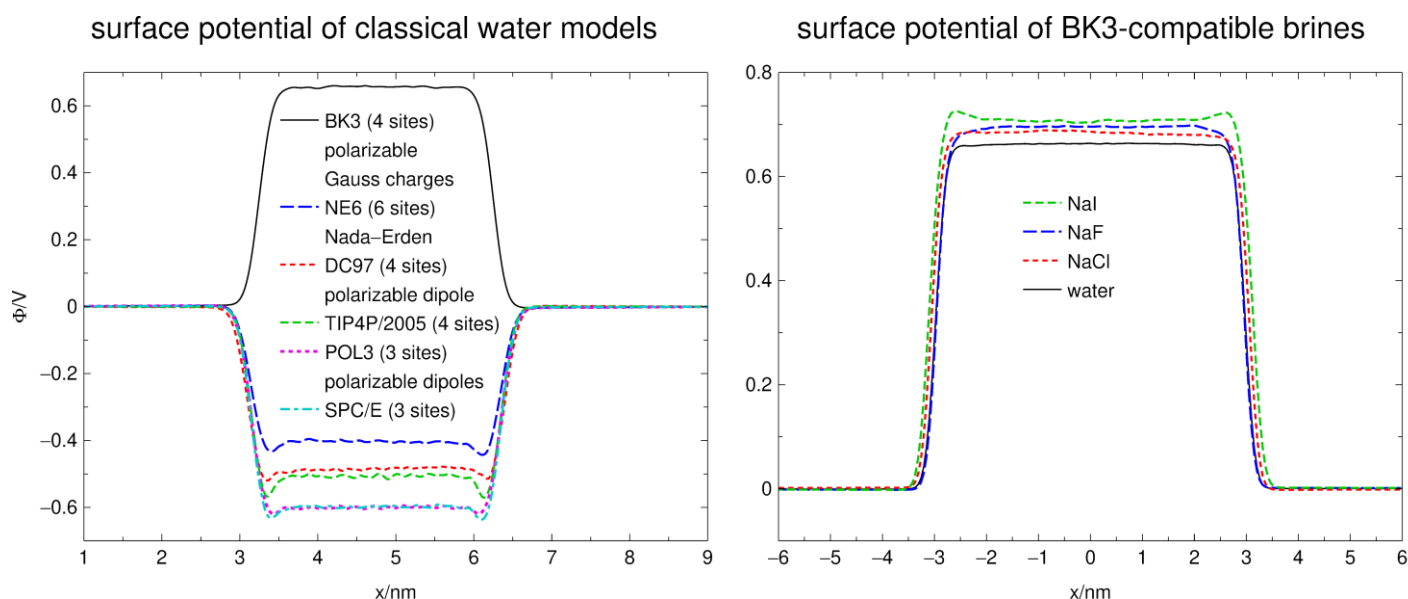 surface potential of classical water models
0.6
0.4
0.2
0
−0.2
−0.4
−0.6
Φ/V
BK3 (4 sites)
polarizable
Gauss charges
NE6 (6 sites)
Nada−Erden
DC97 (4 sites)
polarizable dipole
TIP4P/2005 (4 sites)
POL3 (3 sites)
polarizable dipoles
SPC/E (3 sites)
1 2 3 4 5 6 7 8 9
x/nm
surface potential of BK3-compatible brines
0.8
0.6
0.4
0.2
0
NaI
NaF
NaCl
water
−6 −5 −4 −3 −2 −1 0 1 2 3 4 5 6
x/nm